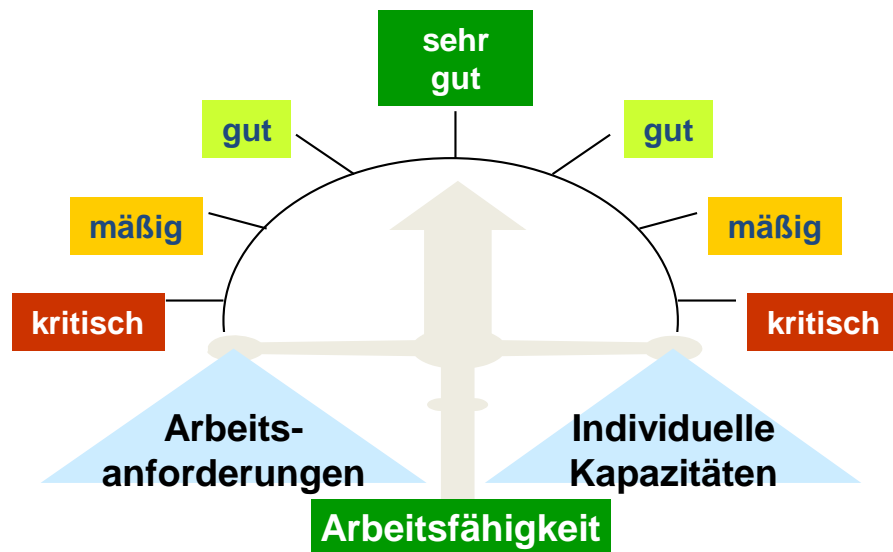 sehr
gut
gut
gut
mäßig
mäßig
kritisch
kritisch
Arbeits-
anforderungen
Individuelle
Kapazitäten
Arbeitsfähigkeit